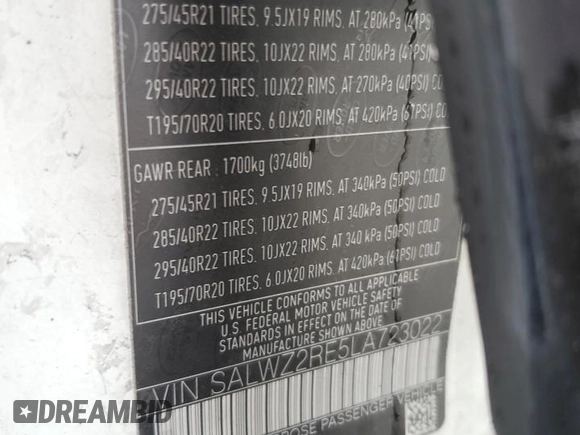 275/45R21 TIRES, 9.5JX19 RIMS, AT 280kPa (41PSI)
285/40R22 TIRES, 10JX22 RIMS, AT 280kPa (41PSI)
295/40R22 TIRES, 10JX22 RIMS, AT 270kPa (40PSI) CO
T195/70R20 TIRES, 6.0JX20 RIMS, AT 420kPa (61PSI) CO
GAWR REAR : 1700kg (3748lb)
275/45R21 TIRES, 9.5JX19 RIMS, AT 340kPa (50PSI) COLD
285/40R22 TIRES, 10JX22 RIMS, AT 340kPa (50PSI) COLD
295/40R22 TIRES, 10JX22 RIMS, AT 340 kPa (50PSI) COLD
T195/70R20 TIRES, 6.0JX20 RIMS, AT 420kPa (61PSI) COLD
THIS VEHICLE CONFORMS TO ALL APPLICABLE
U.S. FEDERAL MOTOR VEHICLE SAFETY
STANDARDS IN EFFECT ON THE DATE OF
MANUFACTURE SHOWN ABOVE.
VIN SALWZ2RE5LA723022
PURPOSE PASSENGER VEHICLE
DREAMBID